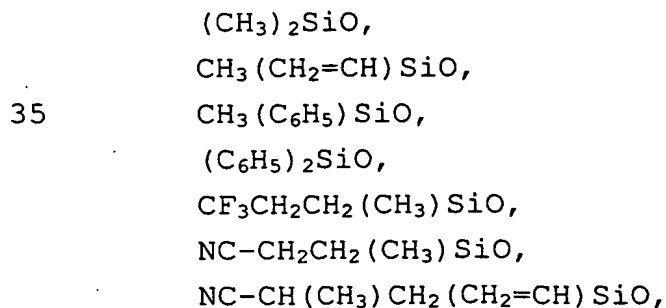 (CH₃)₂SiO,
CH₃(CH₂=CH)SiO,
35 CH₃(C₆H₅)SiO,
(C₆H₅)₂SiO,
CF₃CH₂CH₂(CH₃)SiO,
NC-CH₂CH₂(CH₃)SiO,
NC-CH(CH₃)CH₂(CH₂=CH)SiO,